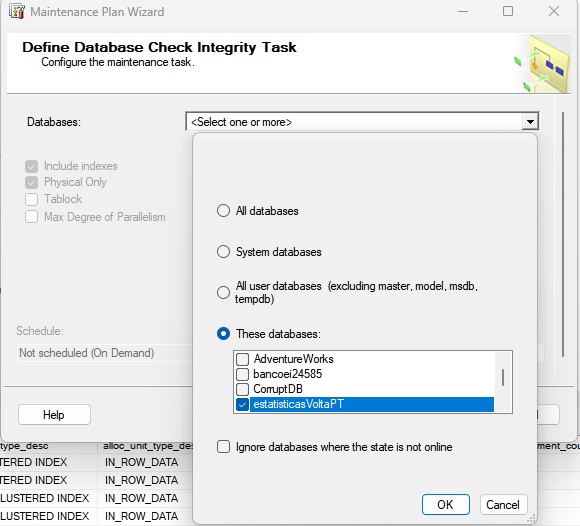 Maintenance Plan Wizard
Define Database Check Integrity Task
Configure the maintenance task.
Databases:
<Select one or more>
Include indexes
Physical Only
Tablock
Max Degree of Parallelism
All databases
System databases
All user databases (excluding master, model, msdb,
tempdb)
These databases:
AdventureWorks
bancoei24585
CorruptDB
estatisticasVoltaPT
Ignore databases where the state is not online
OK
Cancel
Schedule:
Not scheduled (On Demand)
Help
type_desc alloc_unit_type_de
TERED INDEX IN_ROW_DATA
TERED INDEX IN_ROW_DATA
LUSTERED INDEX IN_ROW_DATA
LUSTERED INDEX IN_ROW_DATA
ment_cou